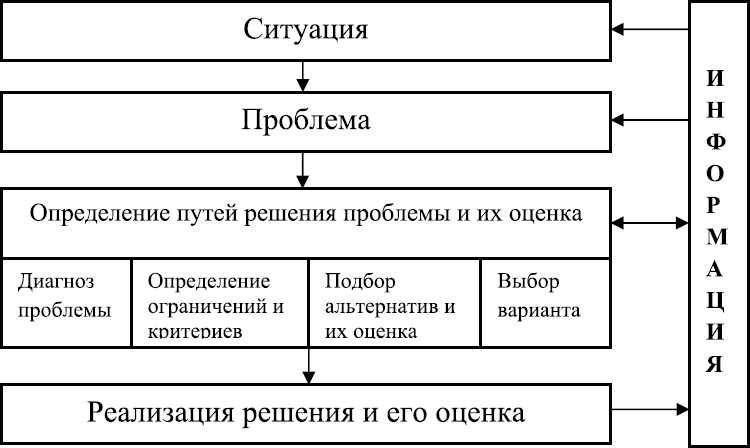 Ситуация
Проблема
Определение путей решения проблемы и их оценка
Диагноз
проблемы
Определение
ограничений и
критериев
Подбор
альтернатив и
их оценка
Выбор
варианта
Реализация решения и его оценка
И
Н
Ф
О
Р
М
А
Ц
И
Я